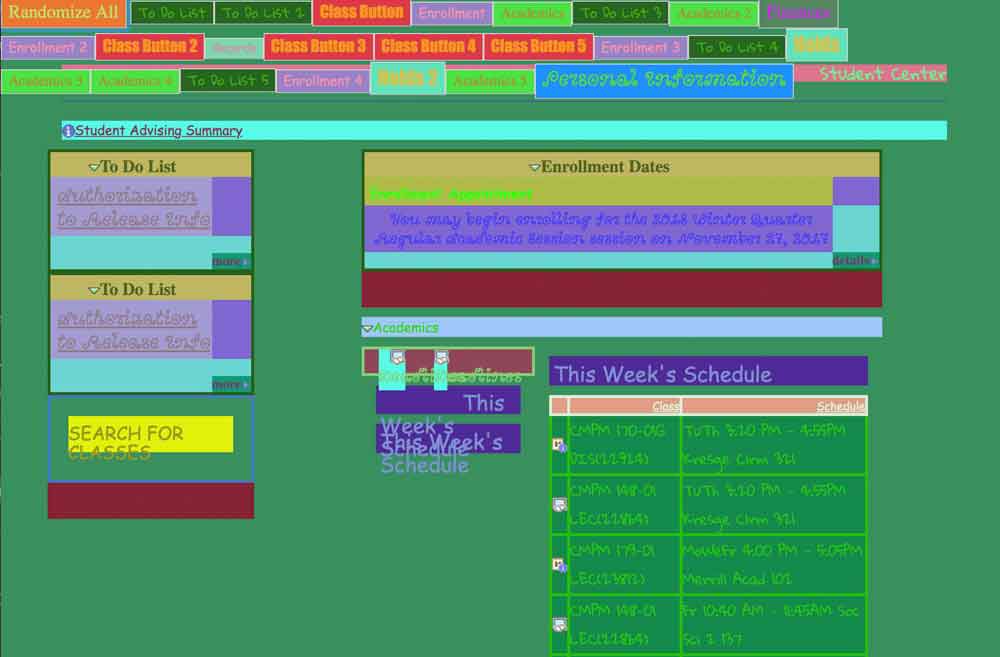 Randomize All To Do List To Do List 2 Class Button Enrollment Academics To Do List 3 Academics 2 Finances
Enrollment 2 Class Button 2 Search Class Button 3 Class Button 4 Class Button 5 Enrollment 3 To Do List 4 Holds
Academics 3 Academics 4 To Do List 5 Enrollment 4 Holds 2 Academics 5 Personal Information Student Center
Student Advising Summary
To Do List
Authorization
to Release Info
more
To Do List
Authorization
to Release Info
more
SEARCH FOR
CLASSES
Enrollment Dates
Enrollment Appointment
You may begin enrolling for the 2018 Winter Quarter
Regular Academic Session session on November 27, 2017
details
Academics
This
Week's
Schedule
This Week's
Schedule
This Week's Schedule
Class Schedule
CMPM 170-01G TuTh 3:20 PM - 4:55PM
DIS(22924) Kresge Clrm 321
CMPM 148-01 TuTh 3:20 PM - 4:55PM
LEC(22864) Kresge Clrm 321
CMPM 179-01 MoWeFr 4:00 PM - 5:05PM
LEC(23812) Merrill Acad 102
CMPM 148-01 Fr 10:40 AM - 11:45AM Soc
LEC(22864) Sci 2 137